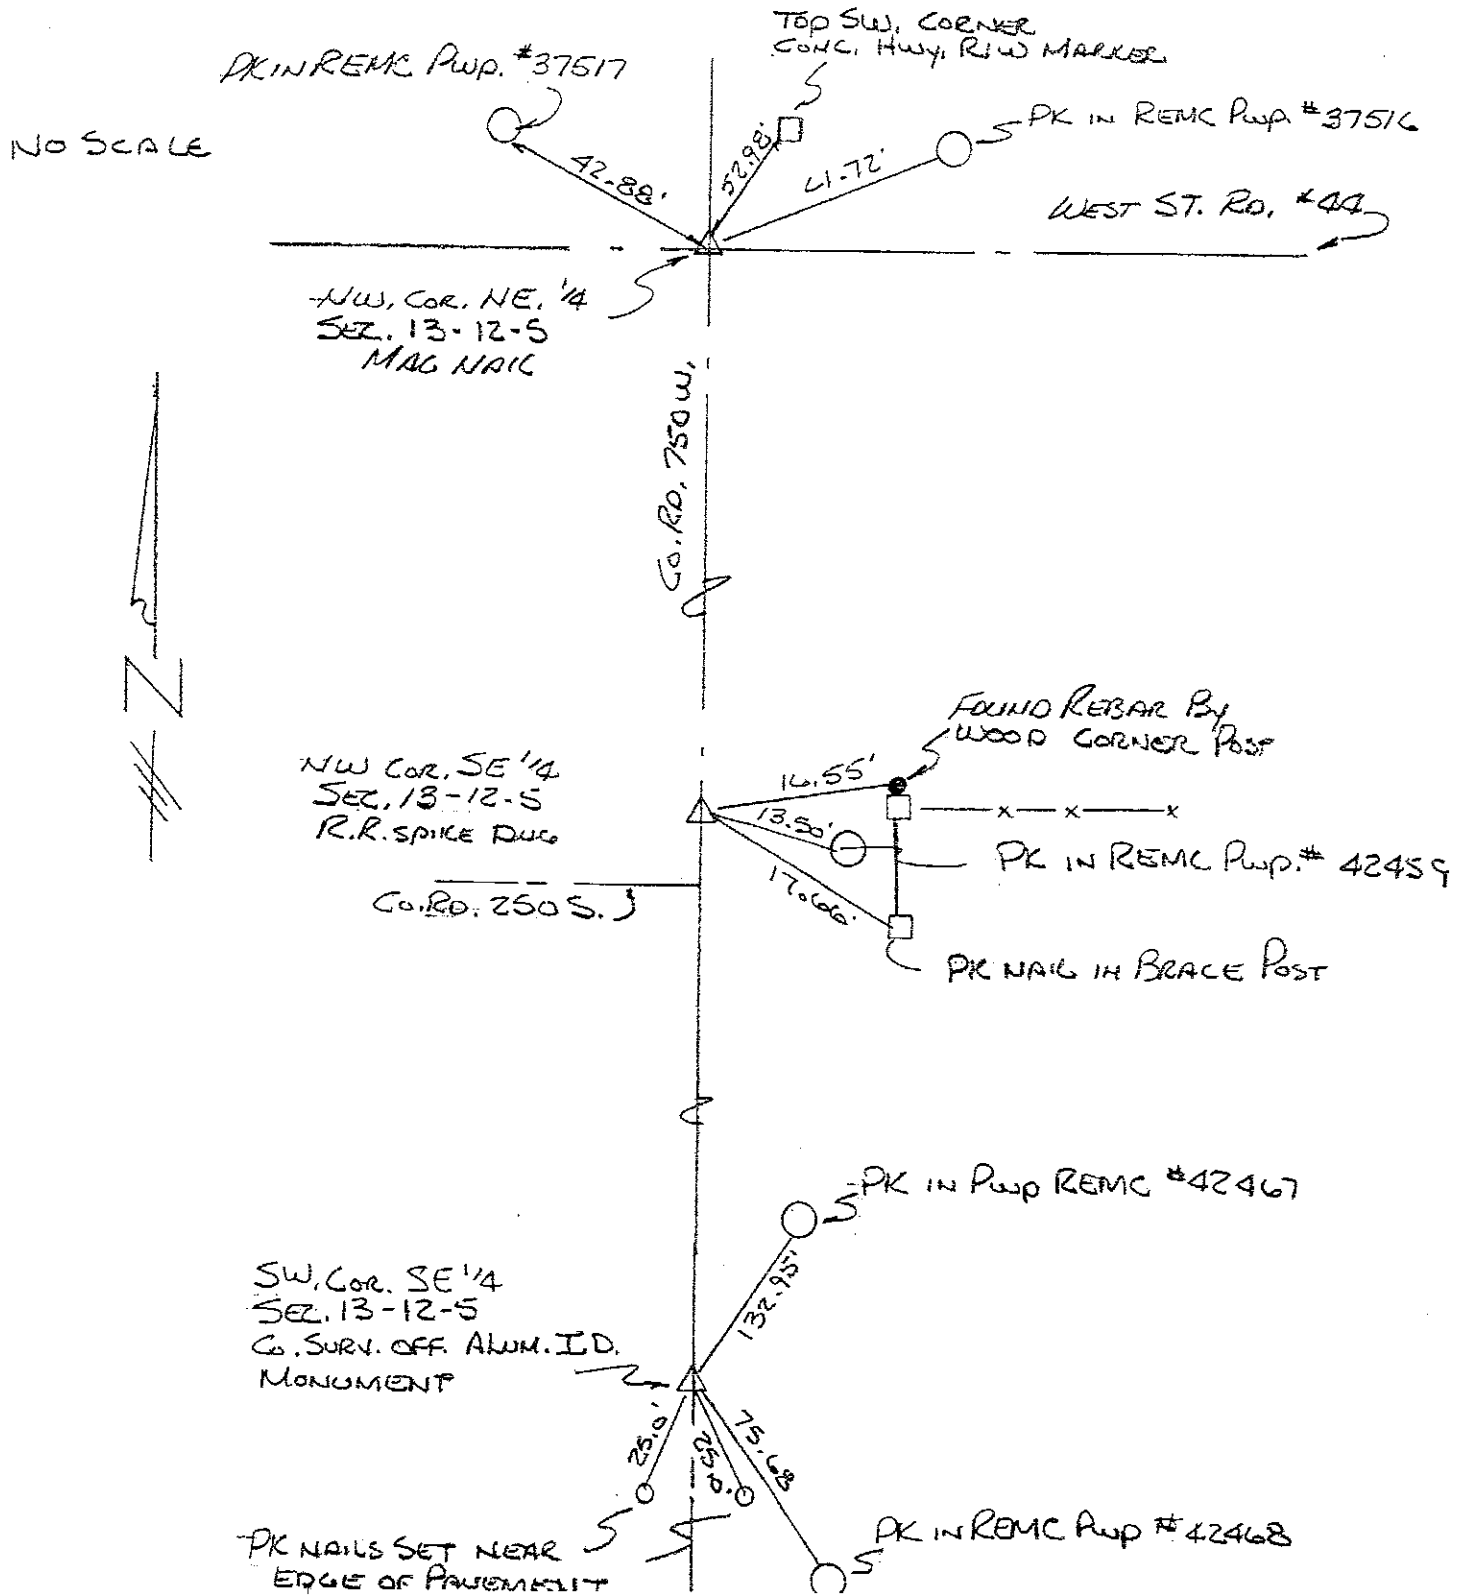 TOP SW. CORNER
CONC. HWY. R/W MARKER
PK IN REMC PWP. #37517
PK IN REMC PWP. #37516
NO SCALE
42.88'
52.98'
61.72'
WEST ST. RD. #44
NW. COR. NE. 1/4
SEC. 13-12-5
MAG NAIL
CO. RD. 750 W.
N
FOUND REBAR BY
WOOD CORNER POST
NW COR. SE 1/4
SEC. 13-12-5
R.R. SPIKE DUG
16.55'
13.50'
17.66'
x x x
PK IN REMC PWP. # 42459
CO. RD. 250 S.
PK NAIL IN BRACE POST
PK IN PWP REMC #42467
132.95'
SW. COR. SE 1/4
SEC. 13-12-5
CO. SURV. OFF. ALUM. I.D.
MONUMENT
25.0'
25.0'
75.68
PK NAILS SET NEAR
EDGE OF PAVEMENT
PK IN REMC PWP #42468